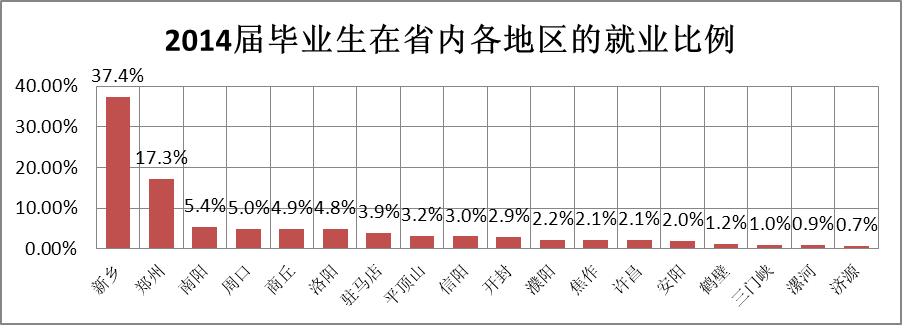 2014届毕业生在省内各地区的就业比例
40.00%
30.00%
20.00%
10.00%
0.00%
37.4%
17.3%
5.4%
5.0%
4.9%
4.8%
3.9%
3.2%
3.0%
2.9%
2.2%
2.1%
2.1%
2.0%
1.2%
1.0%
0.9%
0.7%
新乡
郑州
南阳
周口
商丘
洛阳
驻马店
平顶山
信阳
开封
濮阳
焦作
许昌
安阳
鹤壁
三门峡
漯河
济源